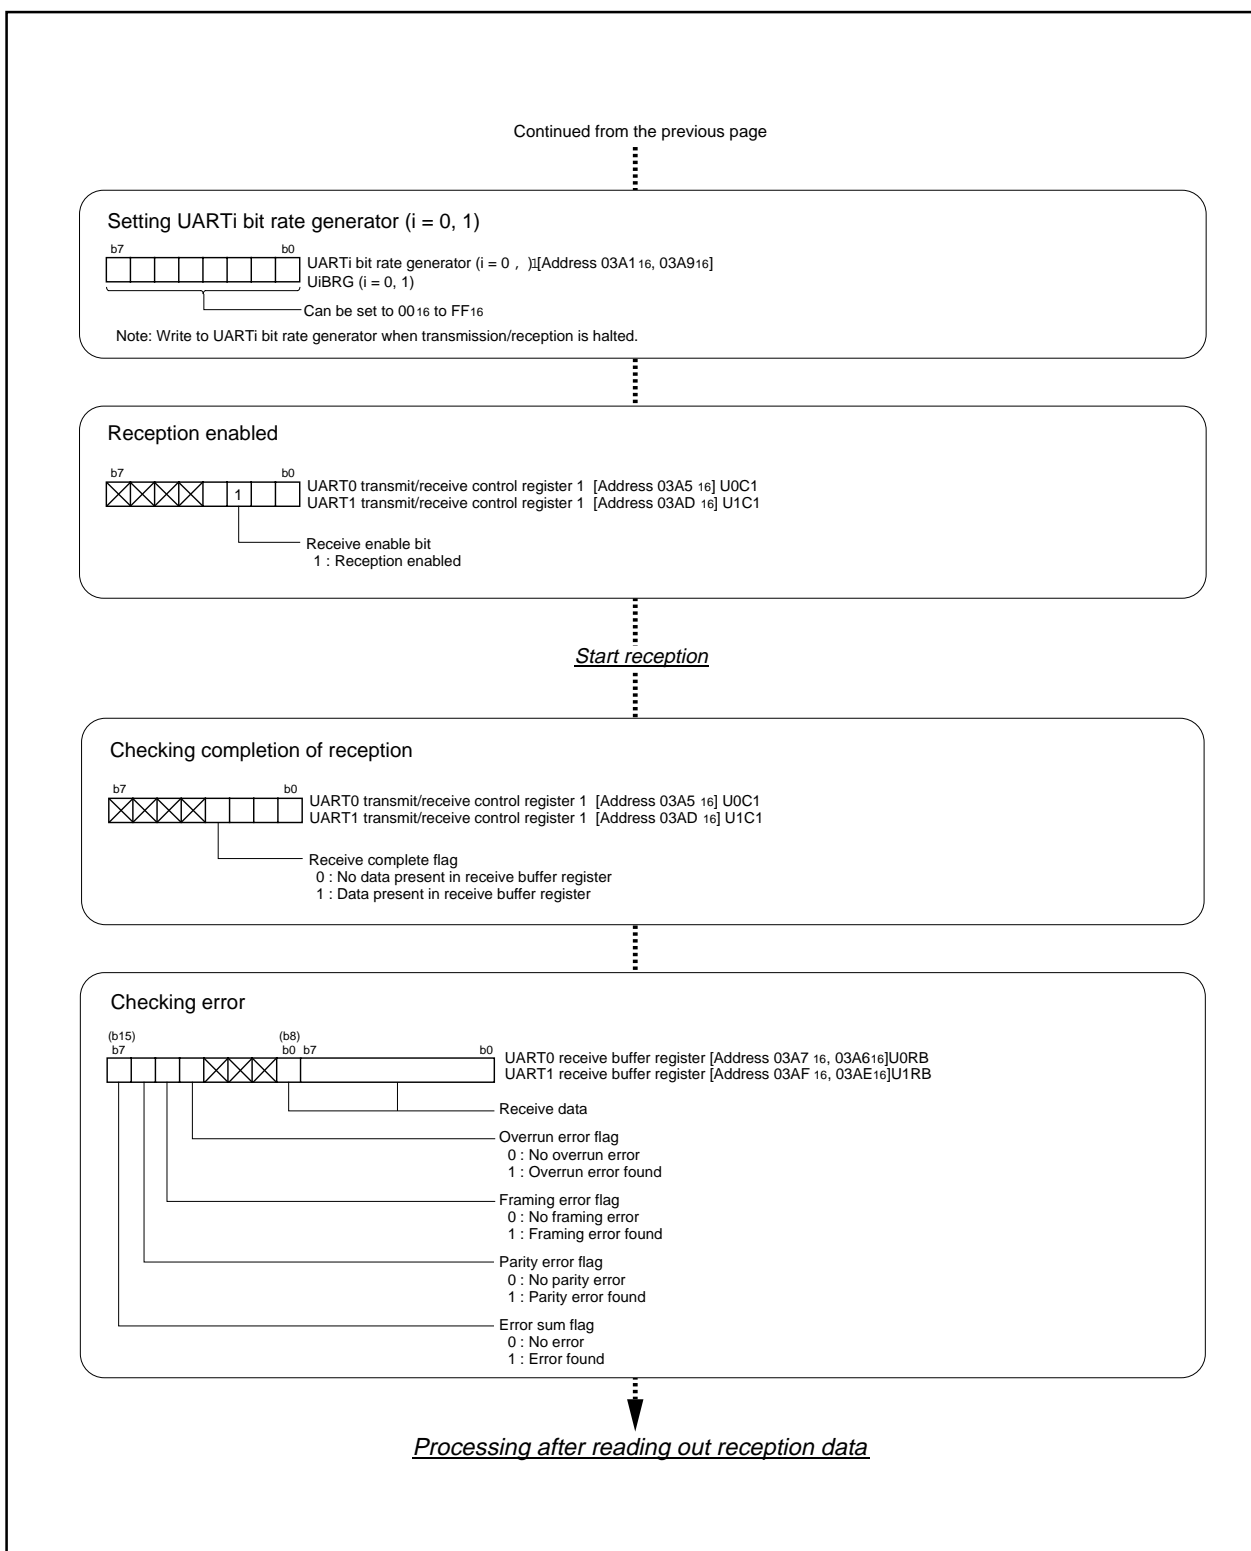 Continued from the previous page
Setting UARTi bit rate generator (i = 0, 1)
b7 b0
UARTi bit rate generator (i = 0 , )1[Address 03A1 16, 03A916]
UiBRG (i = 0, 1)
Can be set to 0016 to FF16
Note: Write to UARTi bit rate generator when transmission/reception is halted.
Reception enabled
b7 b0
1
UART0 transmit/receive control register 1 [Address 03A5 16] U0C1
UART1 transmit/receive control register 1 [Address 03AD 16] U1C1
Receive enable bit
1 : Reception enabled
Start reception
Checking completion of reception
b7 b0
UART0 transmit/receive control register 1 [Address 03A5 16] U0C1
UART1 transmit/receive control register 1 [Address 03AD 16] U1C1
Receive complete flag
0 : No data present in receive buffer register
1 : Data present in receive buffer register
Checking error
(b15) (b8)
b7 b0 b7 b0
UART0 receive buffer register [Address 03A7 16, 03A616]U0RB
UART1 receive buffer register [Address 03AF 16, 03AE16]U1RB
Receive data
Overrun error flag
0 : No overrun error
1 : Overrun error found
Framing error flag
0 : No framing error
1 : Framing error found
Parity error flag
0 : No parity error
1 : Parity error found
Error sum flag
0 : No error
1 : Error found
Processing after reading out reception data